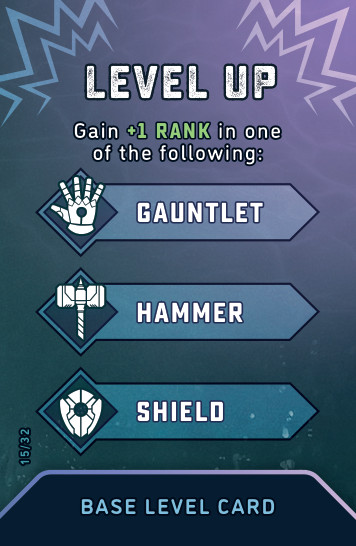 LEVEL UP
Gain +1 RANK in one
of the following:
GAUNTLET
HAMMER
SHIELD
15/32
BASE LEVEL CARD